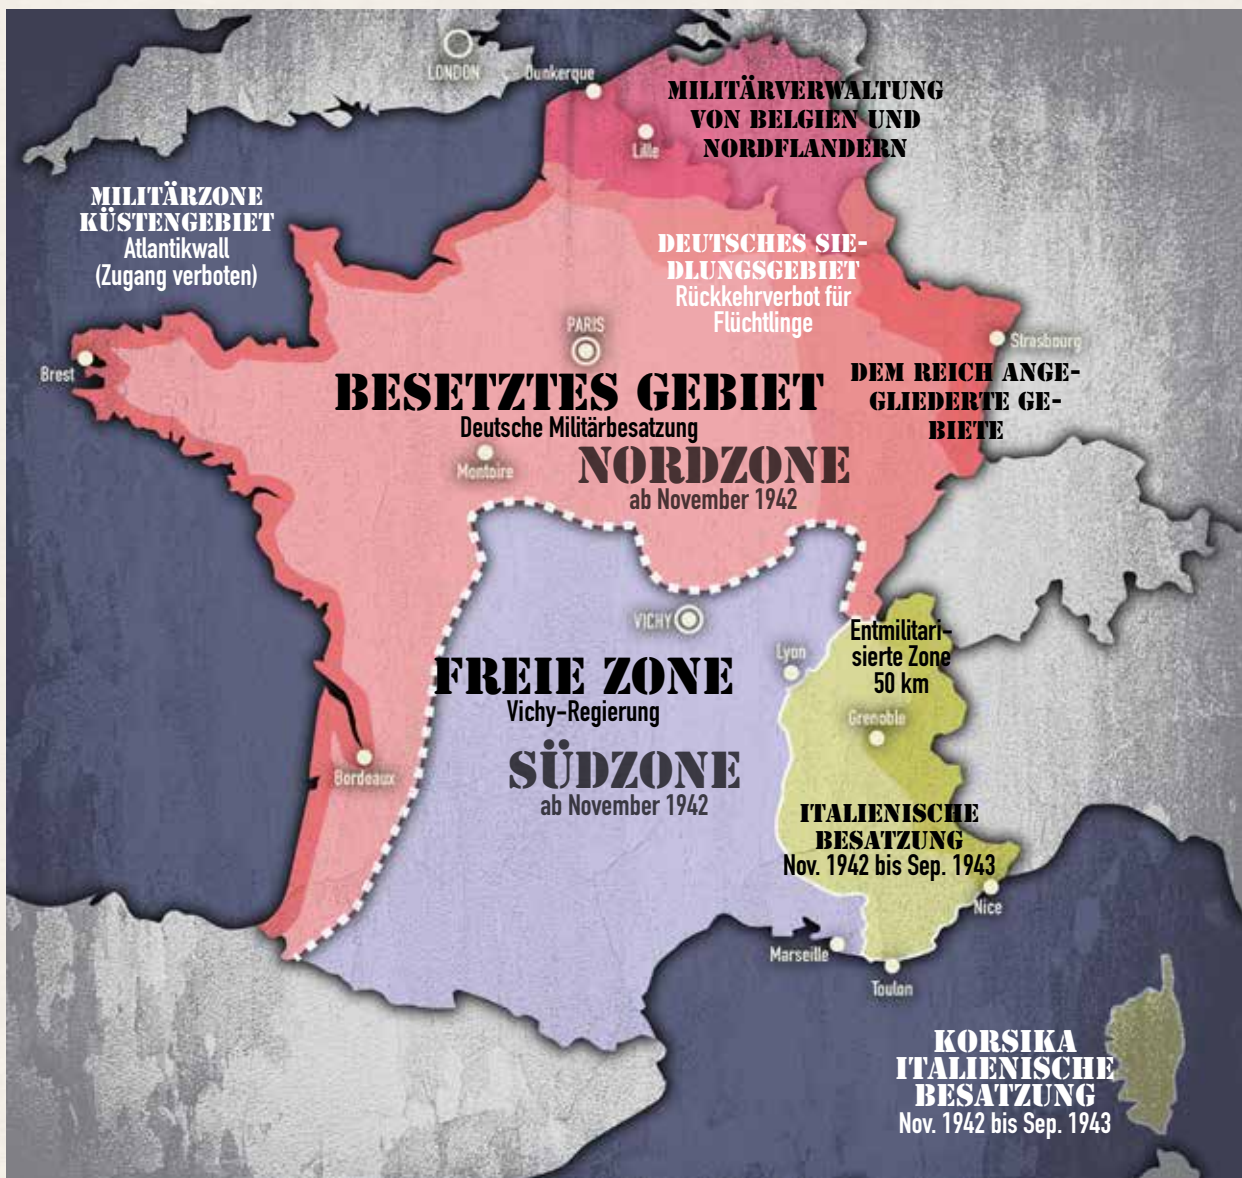 LONDON
Dunkerque
MILITÄRVERWALTUNG
VON BELGIEN UND
NORDFLANDERN
Lille
MILITÄRZONE
KÜSTENGEBIET
Atlantikwall
(Zugang verboten)
DEUTSCHES SIE-
DLUNGSGEBIET
Rückkehrverbot für
Flüchtlinge
PARIS
Strasbourg
Brest
DEM REICH ANGE-
GLIEDERTE GE-
BIETE
BESETZTES GEBIET
Deutsche Militärbesatzung
Montoire
NORDZONE
ab November 1942
VICHY
Lyon
Entmilitari-
sierte Zone
50 km
FREIE ZONE
Vichy-Regierung
Grenoble
SÜDZONE
ab November 1942
Bordeaux
ITALIENISCHE
BESATZUNG
Nov. 1942 bis Sep. 1943
Nice
Marseille
Toulon
KORSIKA
ITALIENISCHE
BESATZUNG
Nov. 1942 bis Sep. 1943